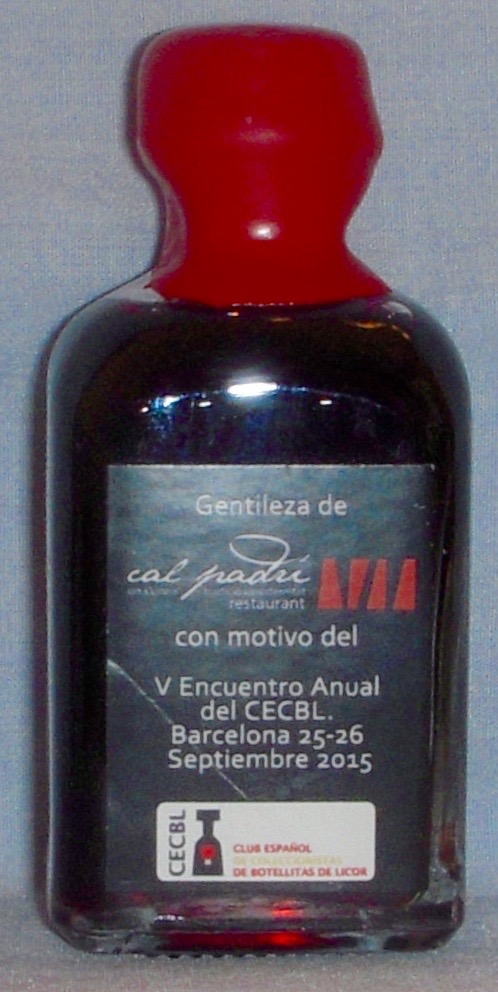 Gentileza de
cal padrí
restaurant
con motivo del
V Encuentro Anual
del CECBL.
Barcelona 25-26
Septiembre 2015
CECBL
CLUB ESPAÑOL
DE COLECCIONISTAS
DE BOTELLITAS DE LICOR